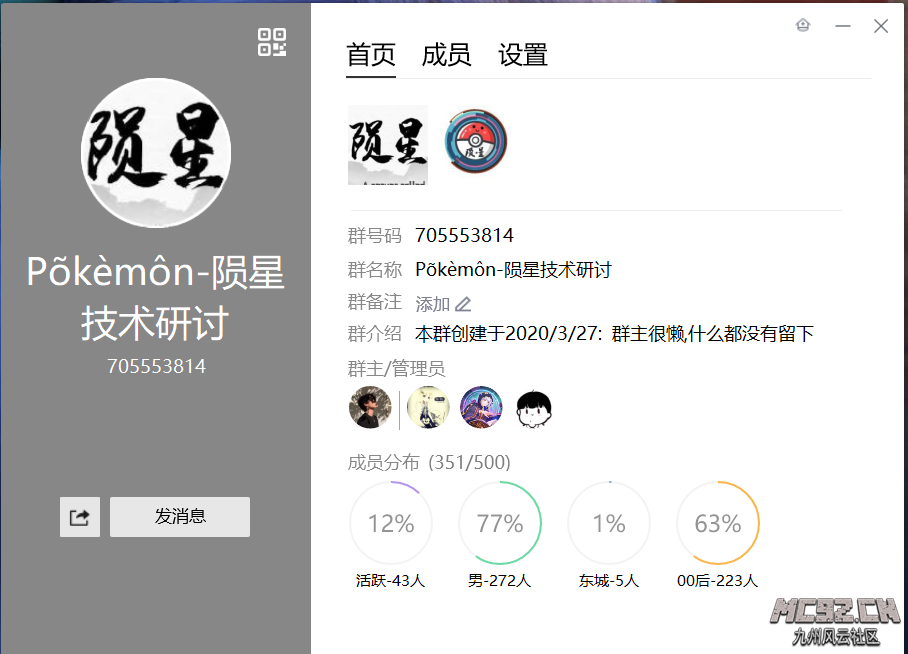 首页 成员 设置
陨星
Põkèmôn-陨星
技术研讨
705553814
发消息
陨星
陨星
群号码 705553814
群名称 Põkèmôn-陨星技术研讨
群备注 添加
群介绍 本群创建于2020/3/27: 群主很懒,什么都没有留下
群主/管理员
成员分布 (351/500)
12% 77% 1% 63%
活跃-43人 男-272人 东城-5人 00后-223人
MC92.CN
九州风云社区